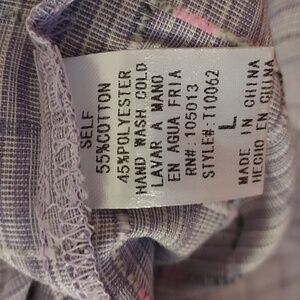 SELF
55%COTTON
45%POLYESTER
HAND WASH COLD
LAVAR A MANO
EN AGUA FRIA
RN#: 105013
STYLE#: T10062
L
MADE IN CHINA
HECHO EN CHINA